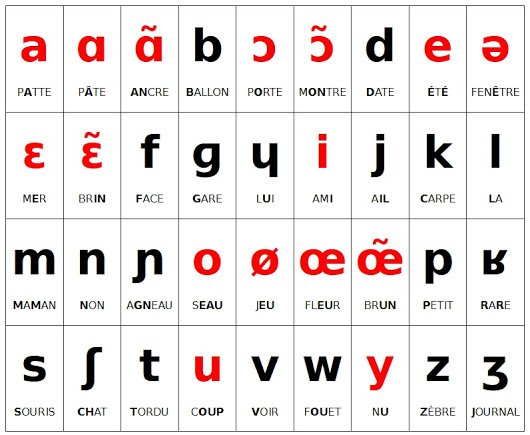 a ɑ ɑ̃ b ɔ ɔ̃ d e ə
PATTE PÂTE ANCRE BALLON PORTE MONTRE DATE ÉTÉ FENÊTRE
ɛ ɛ̃ f ɡ ɥ i j k l
MER BRIN FACE GARE LUI AMI AIL CARPE LA
m n ɲ o ø œ œ̃ p ʁ
MAMAN NON AGNEAU SEAU JEU FLEUR BRUN PETIT RARE
s ʃ t u v w y z ʒ
SOURIS CHAT TORDU COUP VOIR FOUET NU ZÈBRE JOURNAL